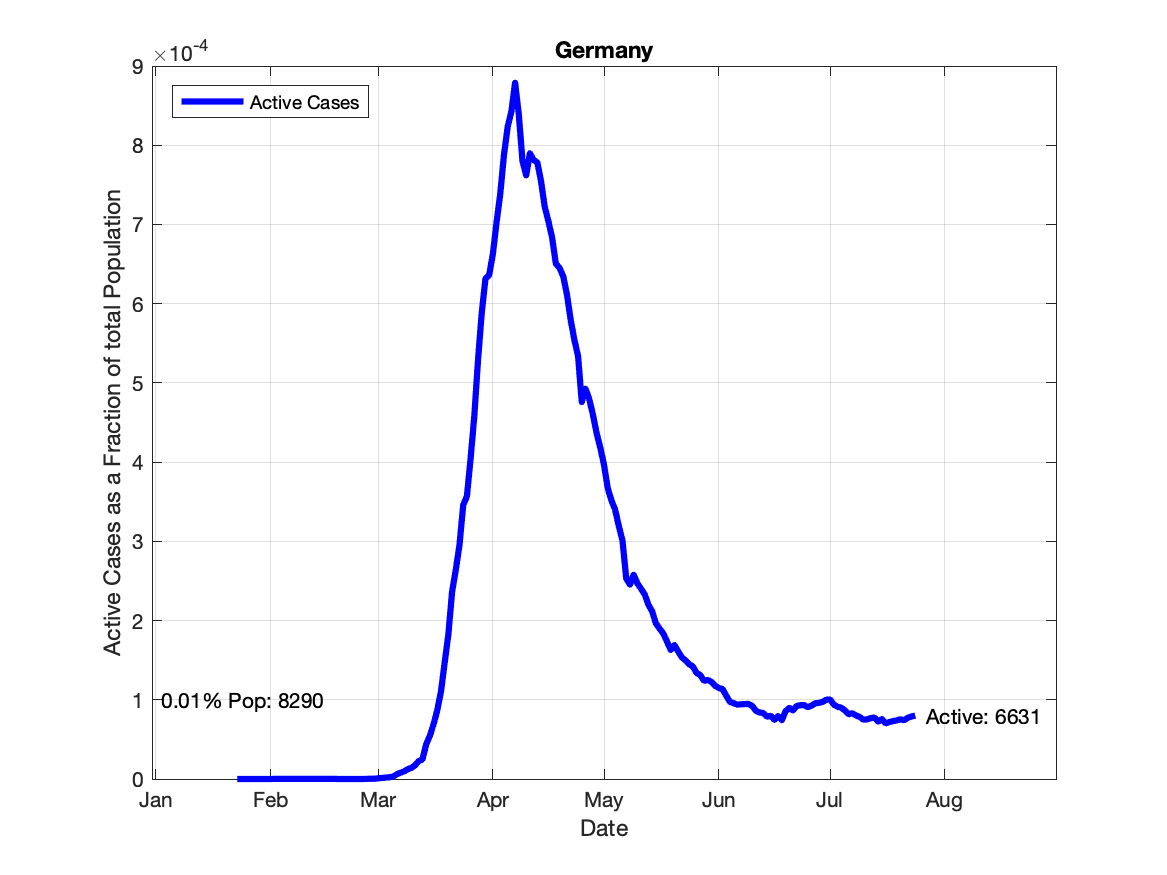 Germany
×10⁻⁴
Active Cases
9
8
7
6
5
4
3
2
1
0
Active Cases as a Fraction of total Population
0.01% Pop: 8290
Active: 6631
Jan Feb Mar Apr May Jun Jul Aug
Date